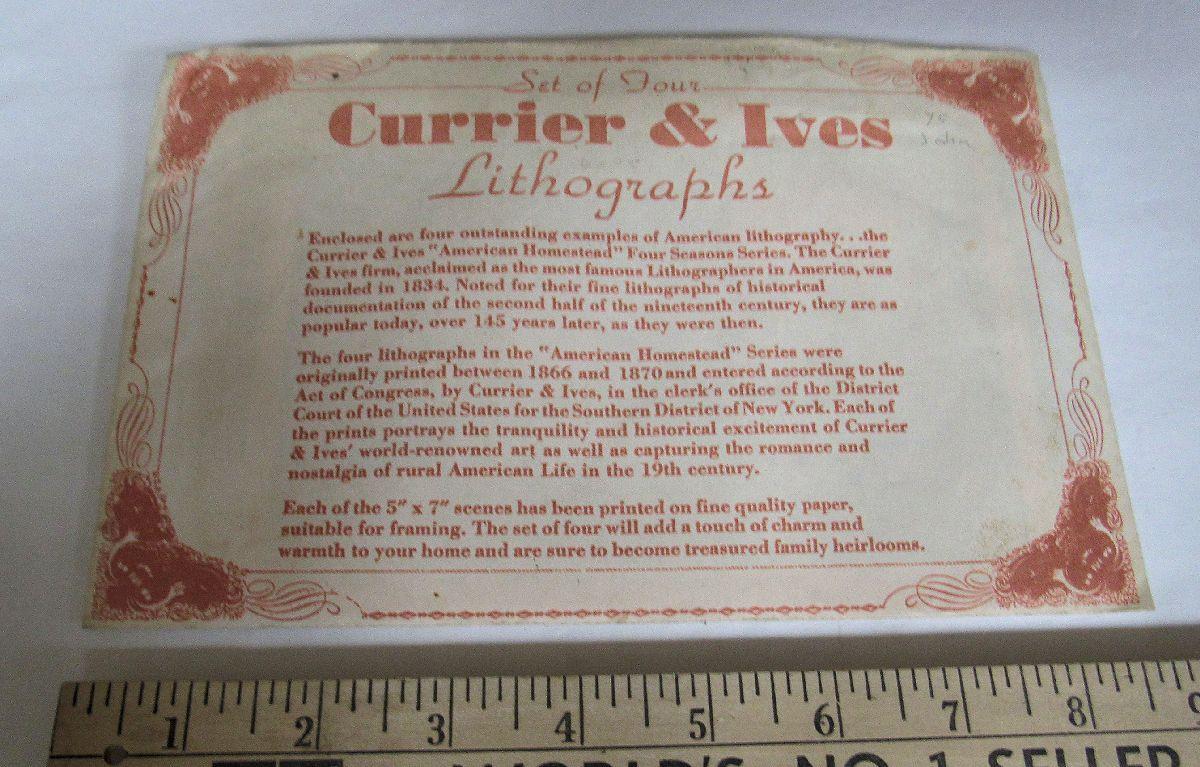 Set of Four
Currier & Ives
Lithographs
Enclosed are four outstanding examples of American lithography. . .the
Currier & Ives "American Homestead" Four Seasons Series. The Currier
& Ives firm, acclaimed as the most famous Lithographers in America, was
founded in 1834. Noted for their fine lithographs of historical
documentation of the second half of the nineteenth century, they are as
popular today, over 145 years later, as they were then.
The four lithographs in the "American Homestead" Series were
originally printed between 1866 and 1870 and entered according to the
Act of Congress, by Currier & Ives, in the clerk's office of the District
Court of the United States for the Southern District of New York. Each of
the prints portrays the tranquility and historical excitement of Currier
& Ives' world-renowned art as well as capturing the romance and
nostalgia of rural American Life in the 19th century.
Each of the 5" x 7" scenes has been printed on fine quality paper,
suitable for framing. The set of four will add a touch of charm and
warmth to your home and are sure to become treasured family heirlooms.
John
1 2 3 4 5 6 7 8 9
WORLD'S NO 1 SELLER